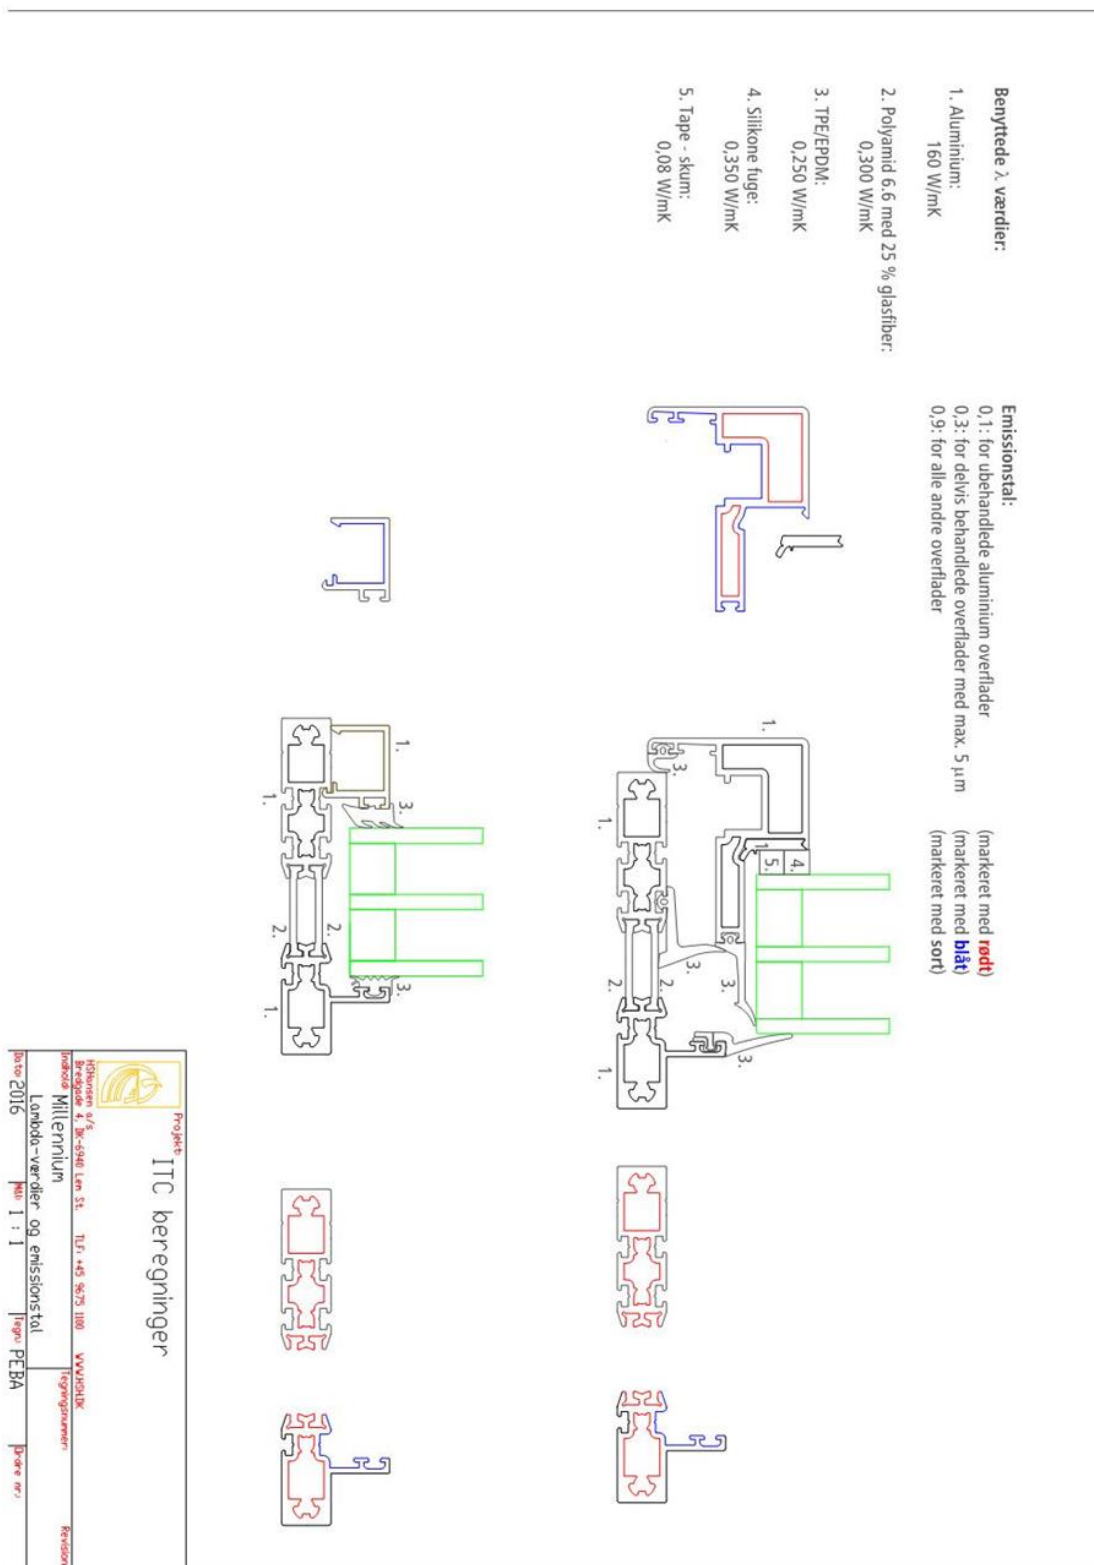 Benyttede λ værdier:
1. Aluminium:
160 W/mK
2. Polyamid 6.6 med 25 % glasfiber:
0,300 W/mK
3. TPE/EPDM:
0,250 W/mK
4. Silikone fuge:
0,350 W/mK
5. Tape - skum:
0,08 W/mK
Emissionstal:
0,1: for ubehandlede aluminium overflader (markeret med rødt)
0,3: for delvis behandlede overflader med max. 5 μm (markeret med blåt)
0,9: for alle andre overflader (markeret med sort)
1.
3.
1.
1.
4.
5.
3.
3.
2.
2.
3.
1.
1.
3.
1.
2.
2.
3.
1.
Projekt:
ITC beregninger
HSHansen a/s
Bredgade 4, DK-6940 Lem St. TLF: +45 9675 1100 WWW.HSH.DK
Indhold: Millennium
Lambda-værdier og emissionstal
Tegningsnummer:
Revision
Dato: 2016
Mål: 1 : 1
Tegn.: PEBA
Ordre nr.: